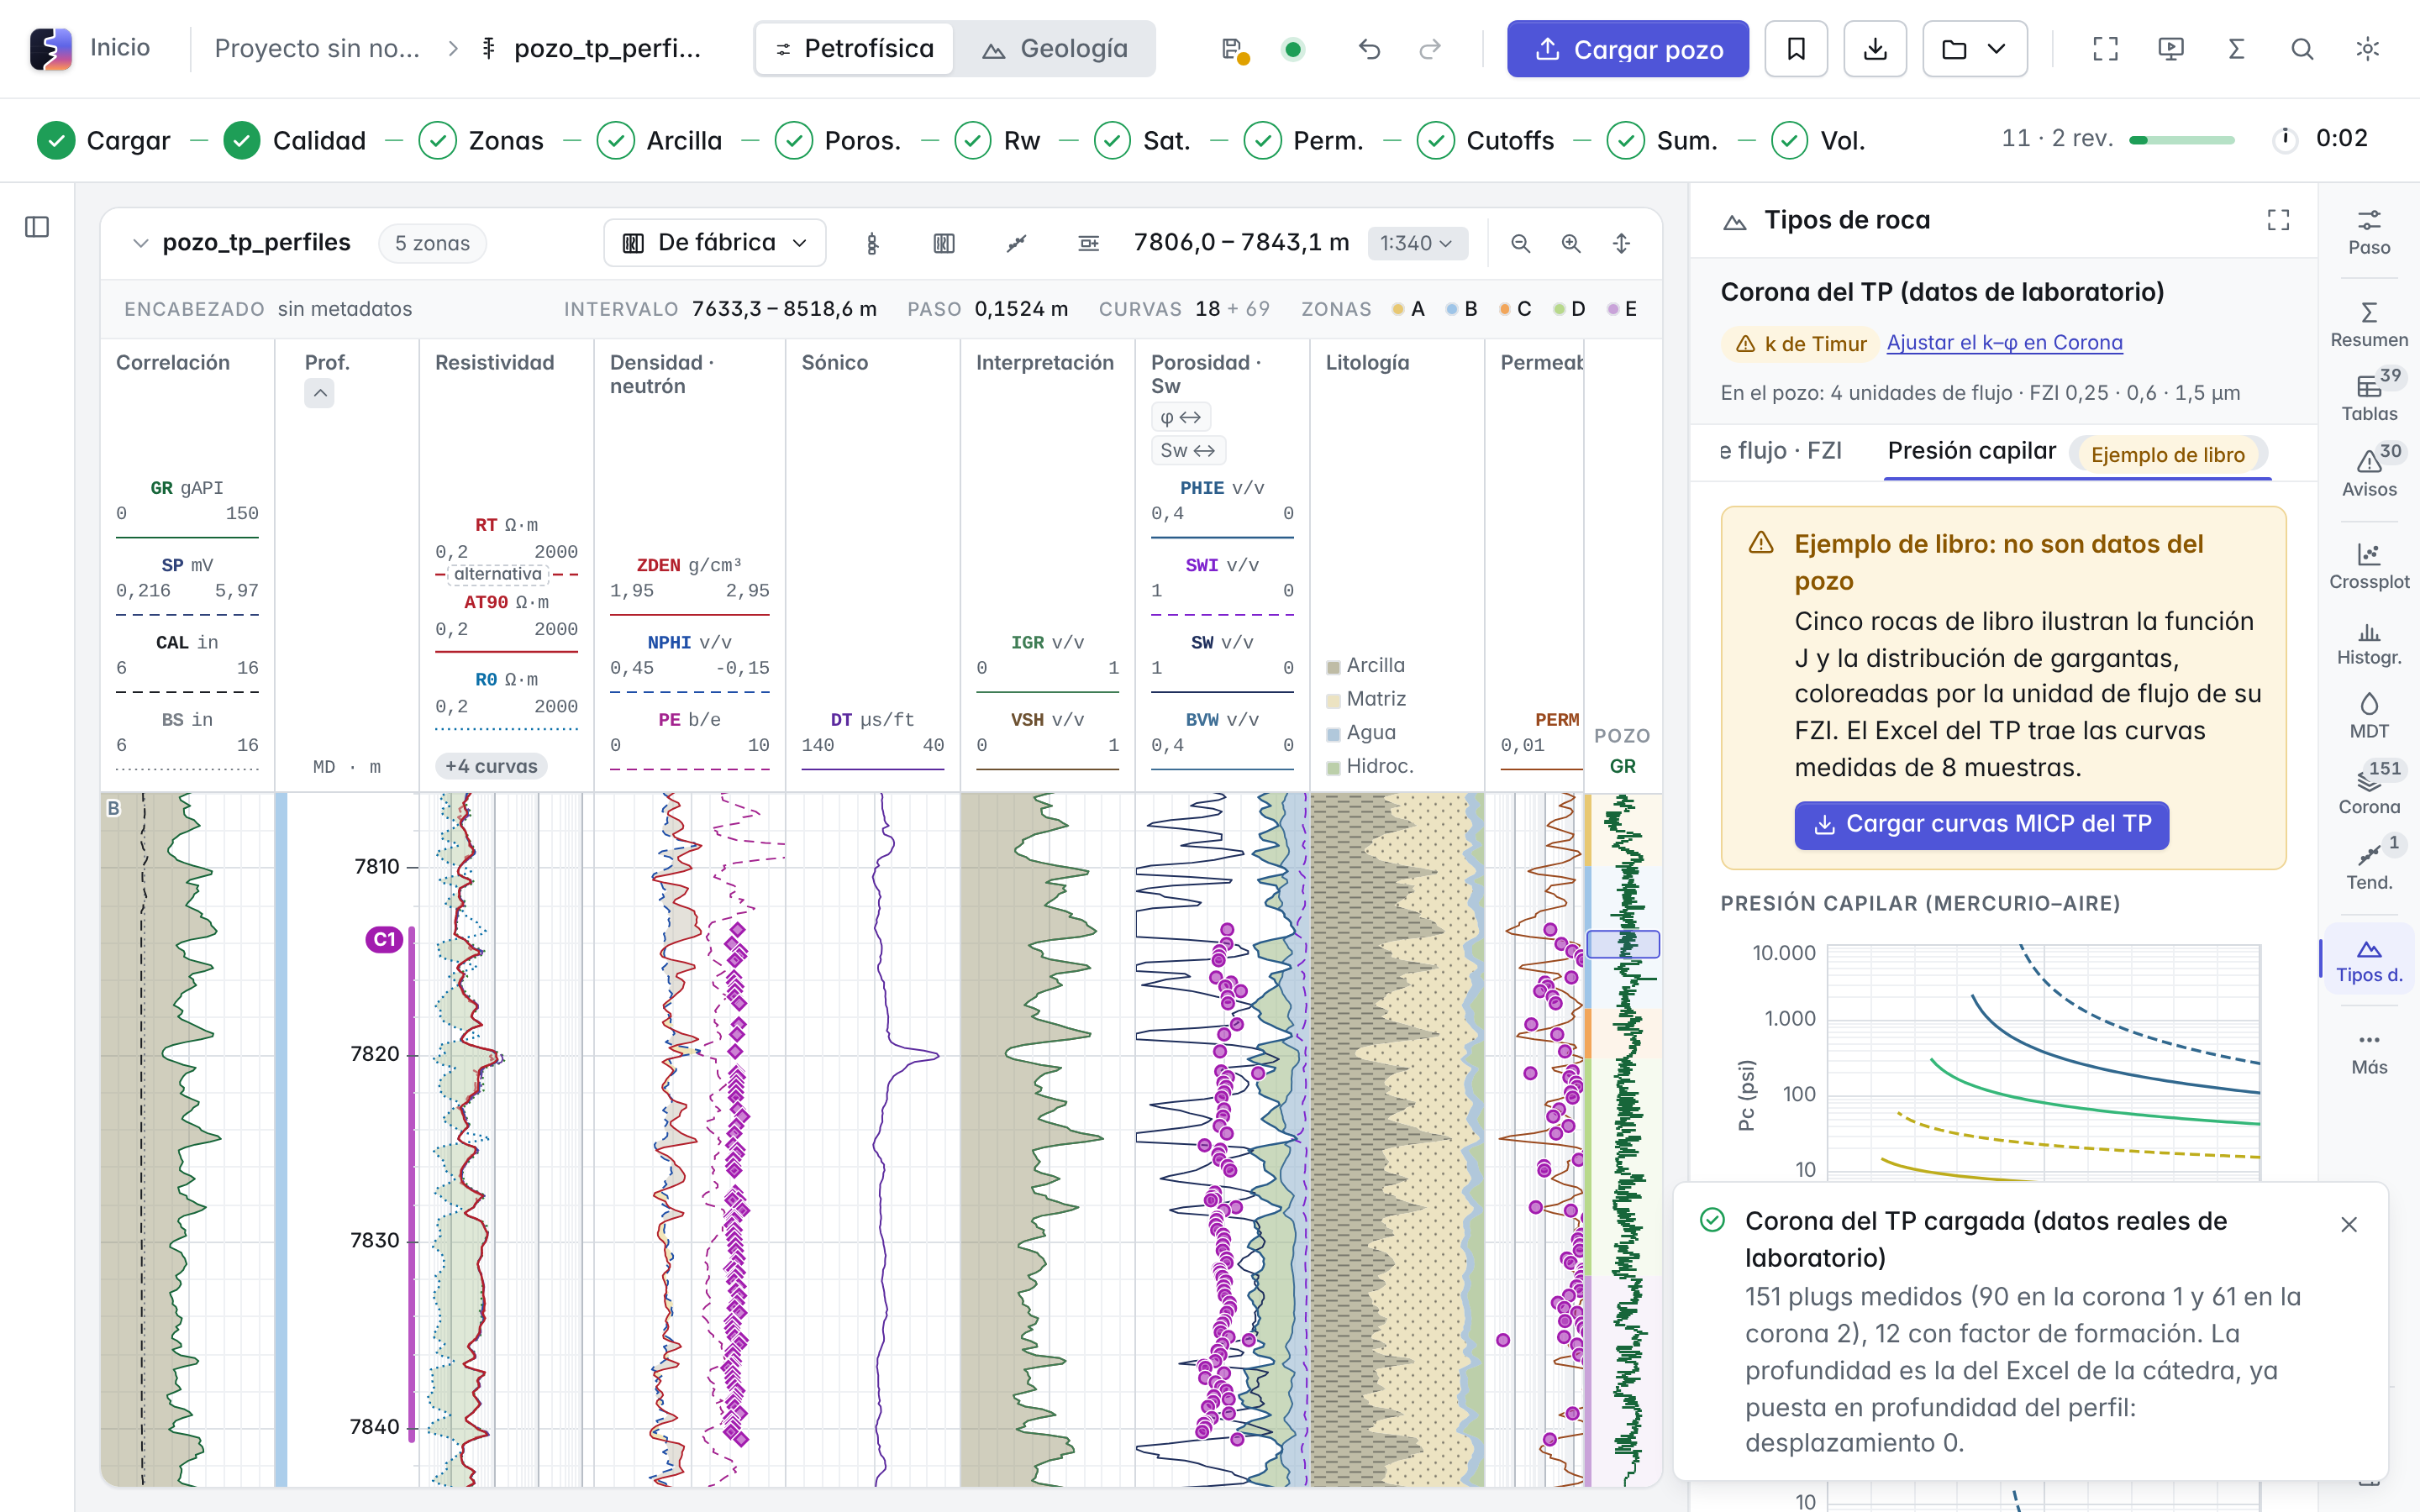 Inicio
Proyecto sin no...
pozo_tp_perfi...
Petrofísica
Geología
Cargar pozo
Cargar
Calidad
Zonas
Arcilla
Poros.
Rw
Sat.
Perm.
Cutoffs
Sum.
Vol.
11 · 2 rev.
0:02
pozo_tp_perfiles
5 zonas
De fábrica
7806,0 – 7843,1 m
1:340
ENCABEZADO sin metadatos
INTERVALO 7633,3 – 8518,6 m
PASO 0,1524 m
CURVAS 18 + 69
ZONAS A B C D E
Correlación
GR gAPI
0 150
SP mV
0,216 5,97
CAL in
6 16
BS in
6 16
Prof.
MD · m
Resistividad
RT Ω·m
0,2 2000
alternativa
AT90 Ω·m
0,2 2000
R0 Ω·m
0,2 2000
+4 curvas
Densidad ·
neutrón
ZDEN g/cm³
1,95 2,95
NPHI v/v
0,45 -0,15
PE b/e
0 10
Sónico
DT µs/ft
140 40
Interpretación
IGR v/v
0 1
VSH v/v
0 1
Porosidad ·
Sw
φ ↔
Sw ↔
PHIE v/v
0,4 0
SWI v/v
1 0
SW v/v
1 0
BVW v/v
0,4 0
Litología
Arcilla
Matriz
Agua
Hidroc.
Permeab
PERM
0,01
POZO
GR
B
7810
C1
7820
7830
7840
Tipos de roca
Corona del TP (datos de laboratorio)
k de Timur
Ajustar el k–φ en Corona
En el pozo: 4 unidades de flujo · FZI 0,25 · 0,6 · 1,5 µm
e flujo · FZI
Presión capilar
Ejemplo de libro
Ejemplo de libro: no son datos del
pozo
Cinco rocas de libro ilustran la función
J y la distribución de gargantas,
coloreadas por la unidad de flujo de su
FZI. El Excel del TP trae las curvas
medidas de 8 muestras.
Cargar curvas MICP del TP
PRESIÓN CAPILAR (MERCURIO–AIRE)
10.000
1.000
100
10
Pc (psi)
Corona del TP cargada (datos reales de
laboratorio)
151 plugs medidos (90 en la corona 1 y 61 en la
corona 2), 12 con factor de formación. La
profundidad es la del Excel de la cátedra, ya
puesta en profundidad del perfil:
desplazamiento 0.
10
Paso
Resumen
39
Tablas
30
Avisos
Crossplot
Histogr.
MDT
151
Corona
1
Tend.
Tipos d.
Más